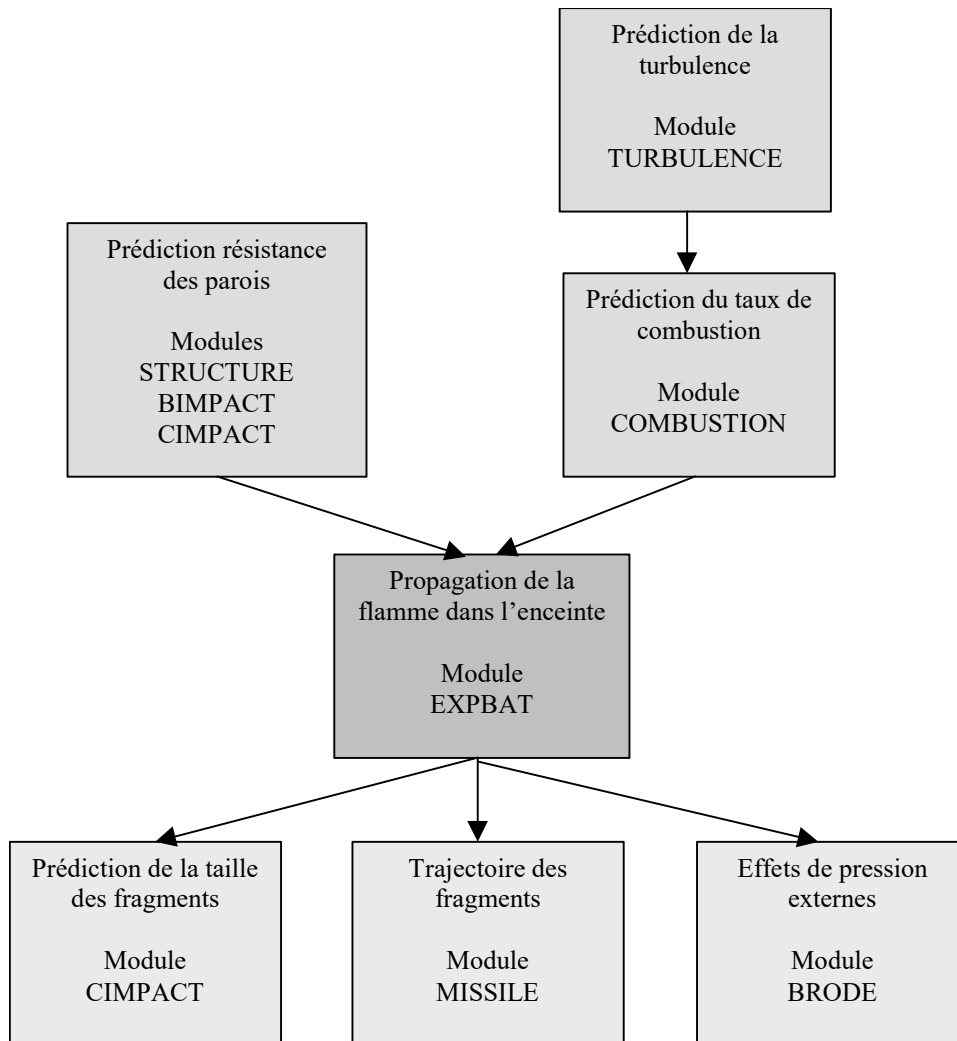 Prédiction de la
turbulence
Module
TURBULENCE
Prédiction résistance
des parois
Modules
STRUCTURE
BIMPACT
CIMPACT
Prédiction du taux de
combustion
Module
COMBUSTION
Propagation de la
flamme dans l’enceinte
Module
EXPBAT
Prédiction de la taille
des fragments
Module
CIMPACT
Trajectoire des
fragments
Module
MISSILE
Effets de pression
externes
Module
BRODE